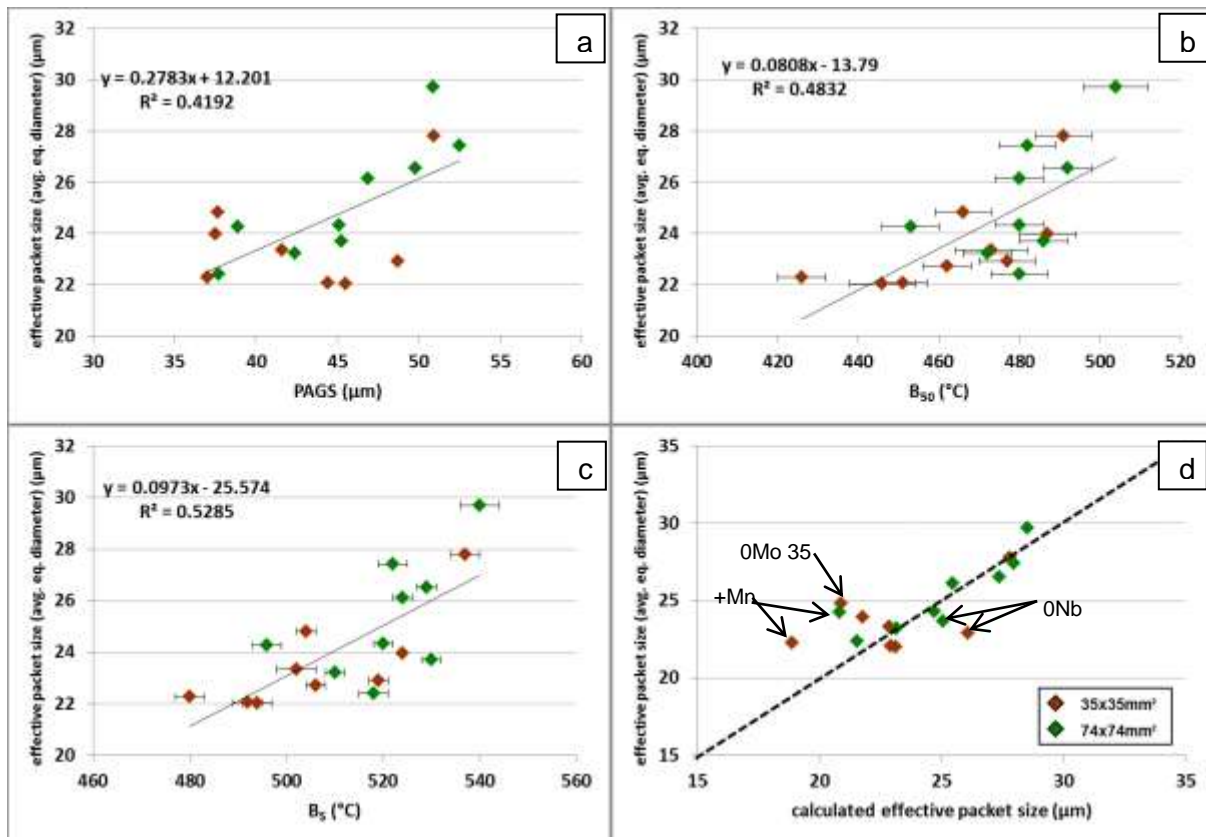 a
y = 0.2783x + 12.201
R² = 0.4192
effective packet size (avg. eq. diameter) (µm)
32
30
28
26
24
22
20
30 35 40 45 50 55 60
PAGS (µm)
b
y = 0.0808x - 13.79
R² = 0.4832
effective packet size (avg. eq. diameter) (µm)
32
30
28
26
24
22
20
400 420 440 460 480 500 520
B₅₀ (°C)
c
y = 0.0973x - 25.574
R² = 0.5285
effective packet size (avg. eq. diameter) (µm)
32
30
28
26
24
22
20
460 480 500 520 540 560
Bₛ (°C)
d
effective packet size (avg. eq. diameter) (µm)
35
30
25
20
15
0Mo 35
+Mn
0Nb
35x35mm²
74x74mm²
15 20 25 30 35
calculated effective packet size (µm)